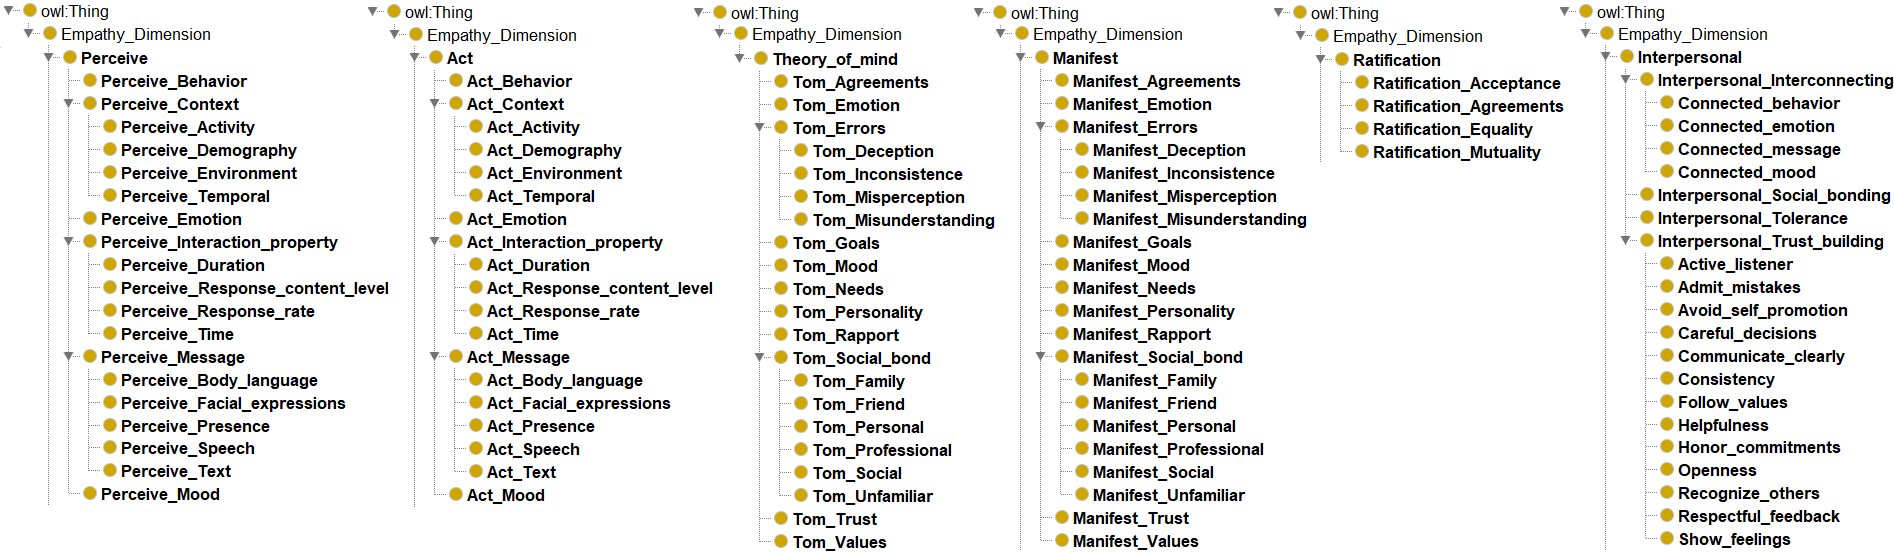 owl:Thing
Empathy_Dimension
Perceive
Perceive_Behavior
Perceive_Context
Perceive_Activity
Perceive_Demography
Perceive_Environment
Perceive_Temporal
Perceive_Emotion
Perceive_Interaction_property
Perceive_Duration
Perceive_Response_content_level
Perceive_Response_rate
Perceive_Time
Perceive_Message
Perceive_Body_language
Perceive_Facial_expressions
Perceive_Presence
Perceive_Speech
Perceive_Text
Perceive_Mood
owl:Thing
Empathy_Dimension
Act
Act_Behavior
Act_Context
Act_Activity
Act_Demography
Act_Environment
Act_Temporal
Act_Emotion
Act_Interaction_property
Act_Duration
Act_Response_content_level
Act_Response_rate
Act_Time
Act_Message
Act_Body_language
Act_Facial_expressions
Act_Presence
Act_Speech
Act_Text
Act_Mood
owl:Thing
Empathy_Dimension
Theory_of_mind
Tom_Agreements
Tom_Emotion
Tom_Errors
Tom_Deception
Tom_Inconsistence
Tom_Misperception
Tom_Misunderstanding
Tom_Goals
Tom_Mood
Tom_Needs
Tom_Personality
Tom_Rapport
Tom_Social_bond
Tom_Family
Tom_Friend
Tom_Personal
Tom_Professional
Tom_Social
Tom_Unfamiliar
Tom_Trust
Tom_Values
owl:Thing
Empathy_Dimension
Manifest
Manifest_Agreements
Manifest_Emotion
Manifest_Errors
Manifest_Deception
Manifest_Inconsistence
Manifest_Misperception
Manifest_Misunderstanding
Manifest_Goals
Manifest_Mood
Manifest_Needs
Manifest_Personality
Manifest_Rapport
Manifest_Social_bond
Manifest_Family
Manifest_Friend
Manifest_Personal
Manifest_Professional
Manifest_Social
Manifest_Unfamiliar
Manifest_Trust
Manifest_Values
owl:Thing
Empathy_Dimension
Ratification
Ratification_Acceptance
Ratification_Agreements
Ratification_Equality
Ratification_Mutuality
owl:Thing
Empathy_Dimension
Interpersonal
Interpersonal_Interconnecting
Connected_behavior
Connected_emotion
Connected_message
Connected_mood
Interpersonal_Social_bonding
Interpersonal_Tolerance
Interpersonal_Trust_building
Active_listener
Admit_mistakes
Avoid_self_promotion
Careful_decisions
Communicate_clearly
Consistency
Follow_values
Helpfulness
Honor_commitments
Openness
Recognize_others
Respectful_feedback
Show_feelings